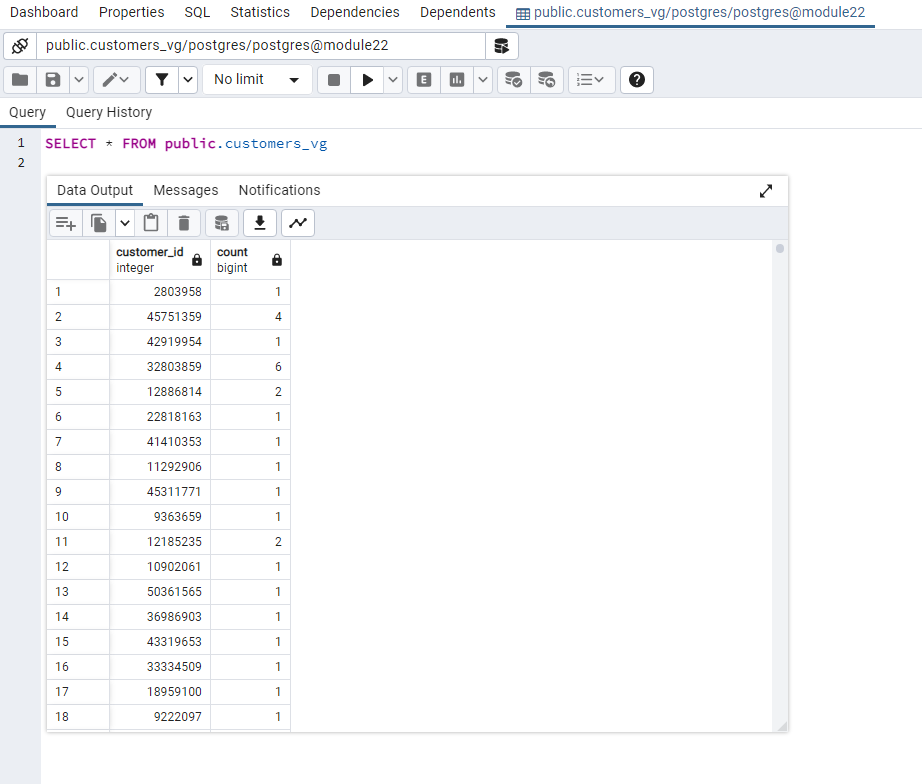 Dashboard Properties SQL Statistics Dependencies Dependents public.customers_vg/postgres/postgres@module22
public.customers_vg/postgres/postgres@module22
No limit E
Query Query History
1 SELECT * FROM public.customers_vg
2
Data Output Messages Notifications
customer_id count
integer bigint
1 2803958 1
2 45751359 4
3 42919954 1
4 32803859 6
5 12886814 2
6 22818163 1
7 41410353 1
8 11292906 1
9 45311771 1
10 9363659 1
11 12185235 2
12 10902061 1
13 50361565 1
14 36986903 1
15 43319653 1
16 33334509 1
17 18959100 1
18 9222097 1